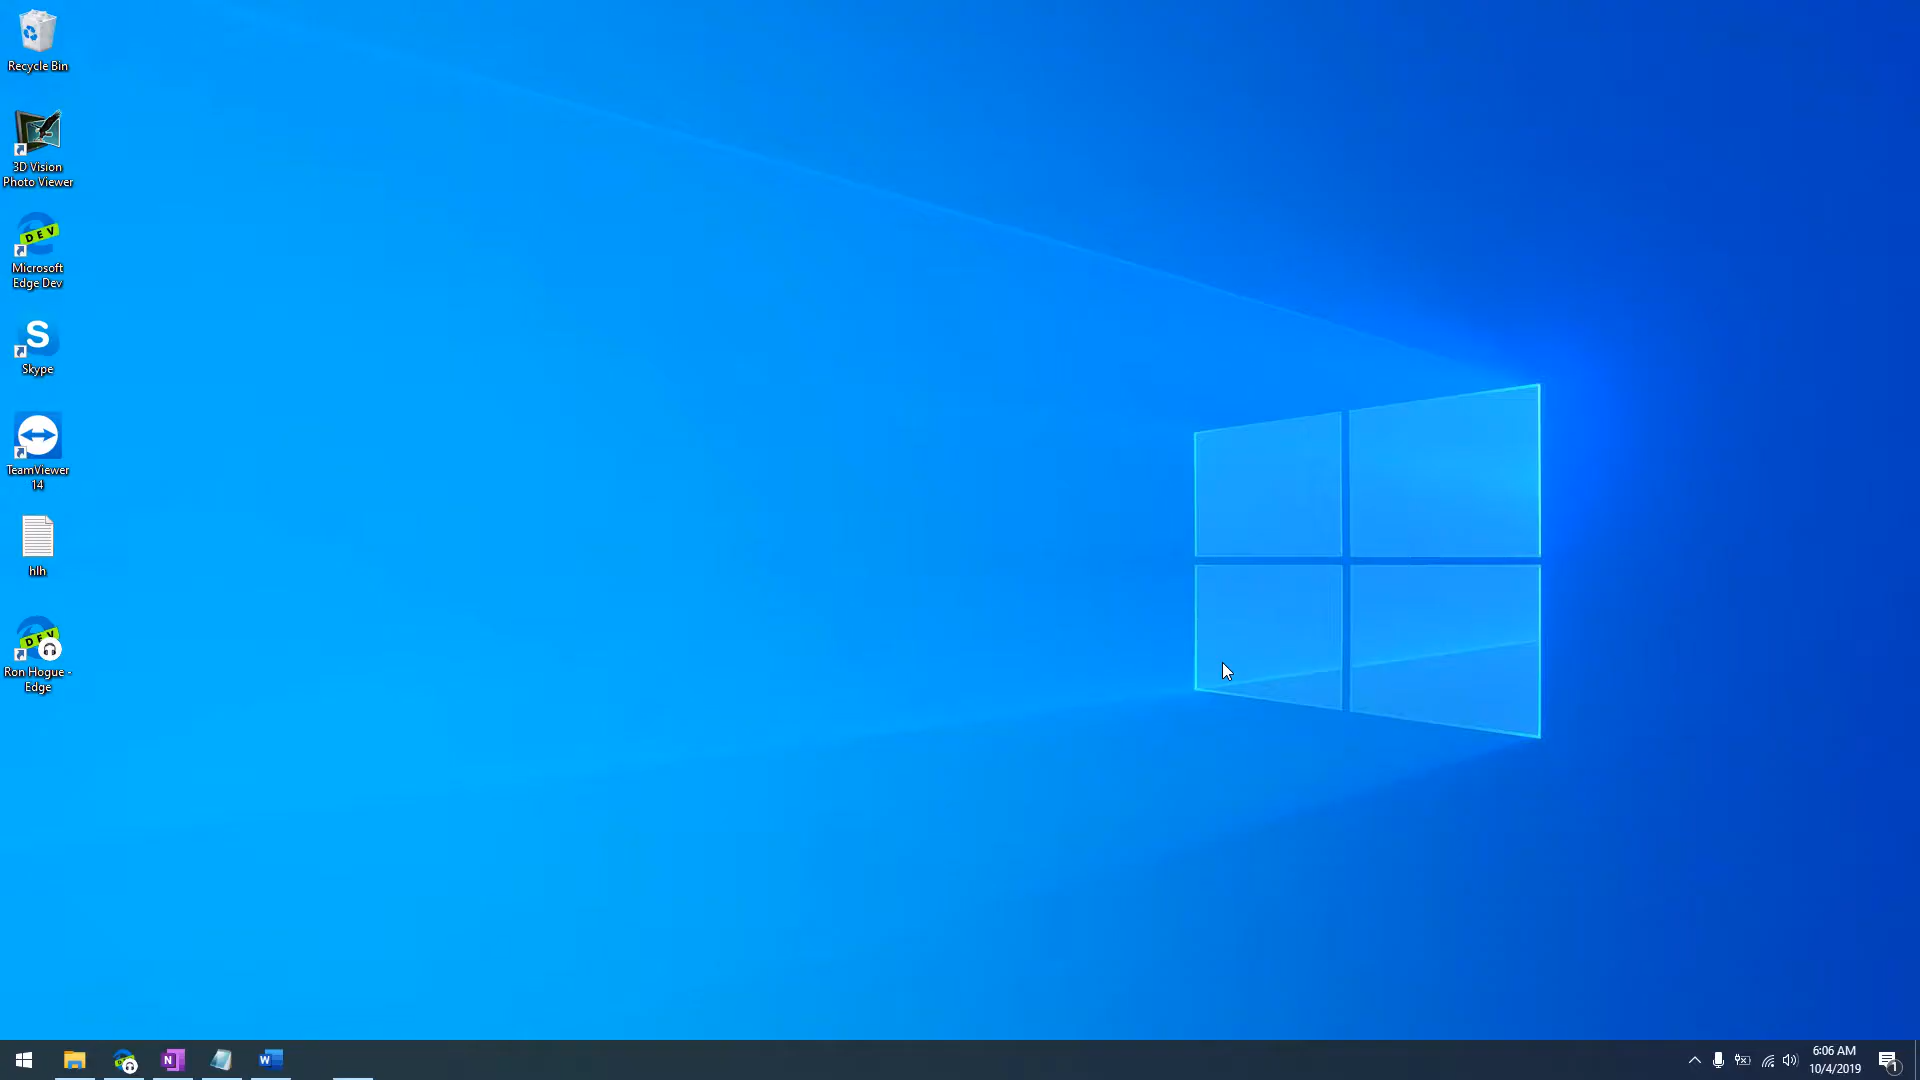 Recycle Bin
3D Vision
Photo Viewer
DEV
Microsoft
Edge Dev
S
Skype
TeamViewer
14
hlh
DEV
Ron Hogue -
Edge
N
W
6:06 AM
10/4/2019
1